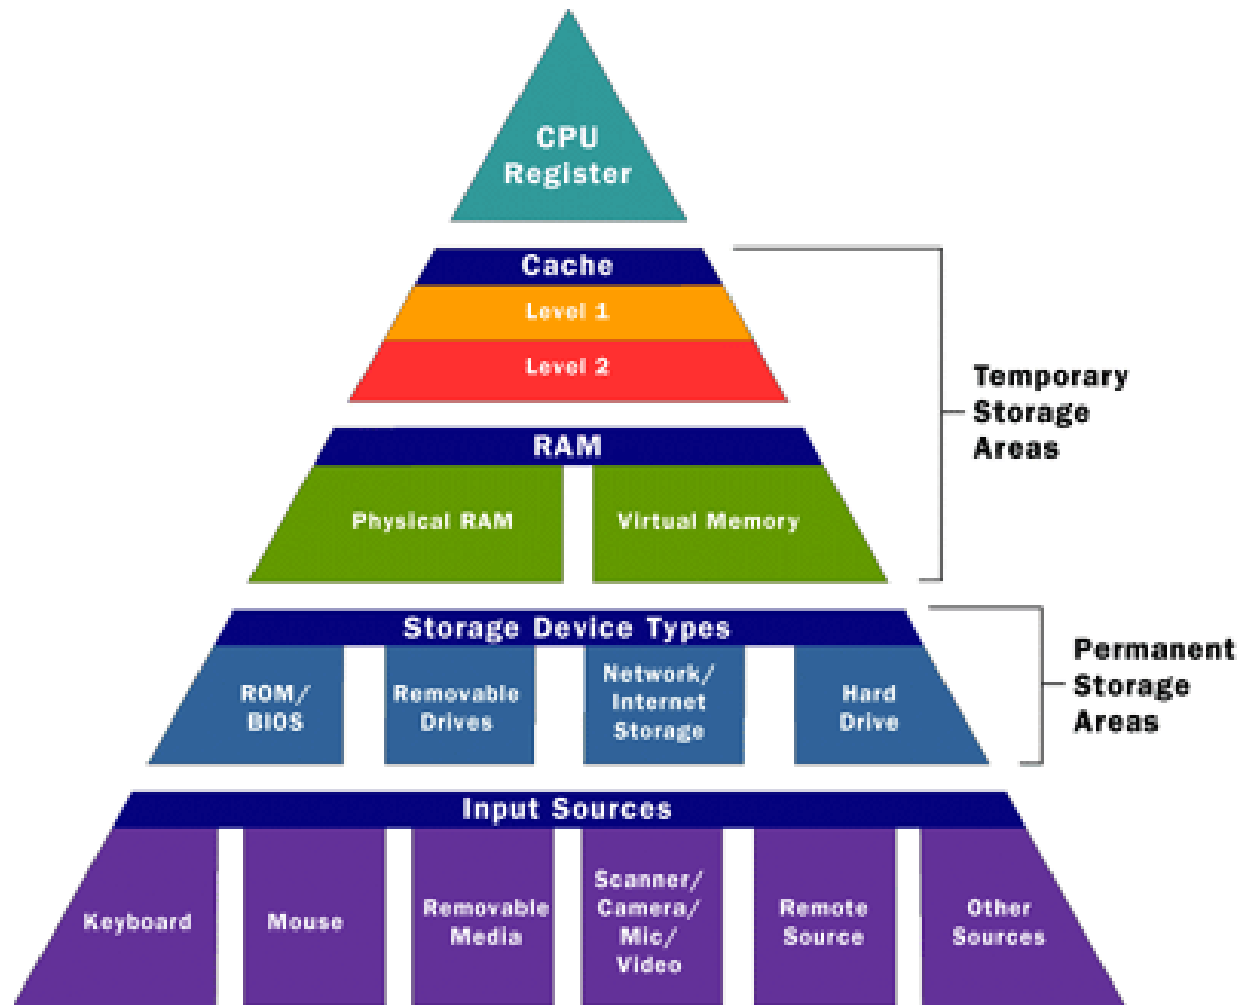 CPU
Register
Cache
Level 1
Level 2
Temporary
Storage
Areas
RAM
Physical RAM
Virtual Memory
Storage Device Types
ROM/
BIOS
Removable
Drives
Network/
Internet
Storage
Hard
Drive
Permanent
Storage
Areas
Input Sources
Keyboard
Mouse
Removable
Media
Scanner/
Camera/
Mic/
Video
Remote
Source
Other
Sources